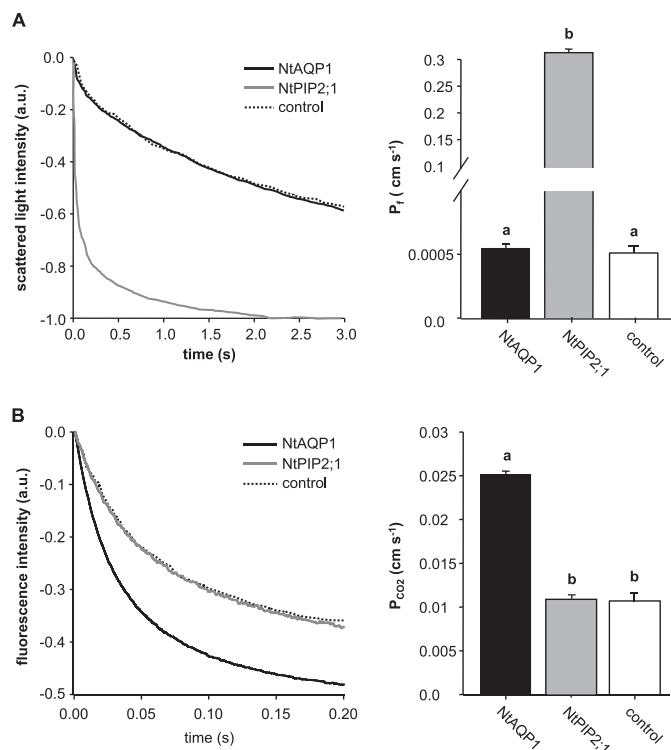 A
0.0
-0.2
-0.4
-0.6
-0.8
-1.0
scattered light intensity (a.u.)
NtAQP1
NtPIP2;1
control
0.0 0.5 1.0 1.5 2.0 2.5 3.0
time (s)
0.3
0.25
0.2
0.15
0.1
0.0005
0.0
Pf ( cm s-1)
a
b
a
NtAQP1
NtPIP2;1
control
B
0.0
-0.1
-0.2
-0.3
-0.4
-0.5
fluorescence intensity (a.u.)
NtAQP1
NtPIP2;1
control
0.00 0.05 0.10 0.15 0.20
time (s)
0.03
0.025
0.02
0.015
0.01
0.005
0.0
PCO2 (cm s-1)
a
b
b
NtAQP1
NtPIP2;1
control